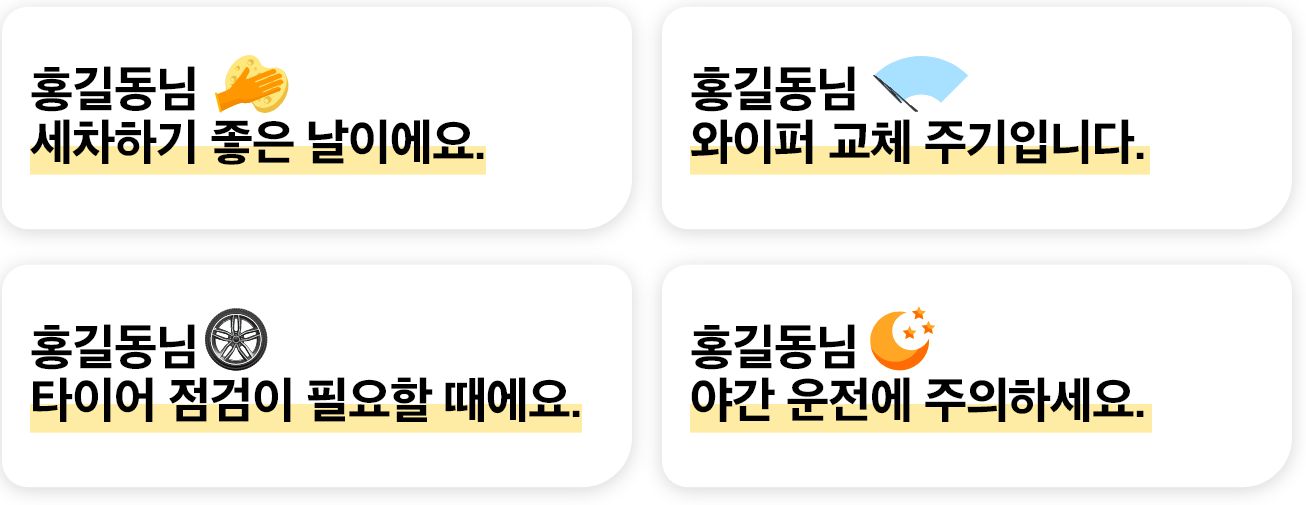 홍길동님
세차하기 좋은 날이에요.
홍길동님
와이퍼 교체 주기입니다.
홍길동님
타이어 점검이 필요할 때에요.
홍길동님
야간 운전에 주의하세요.